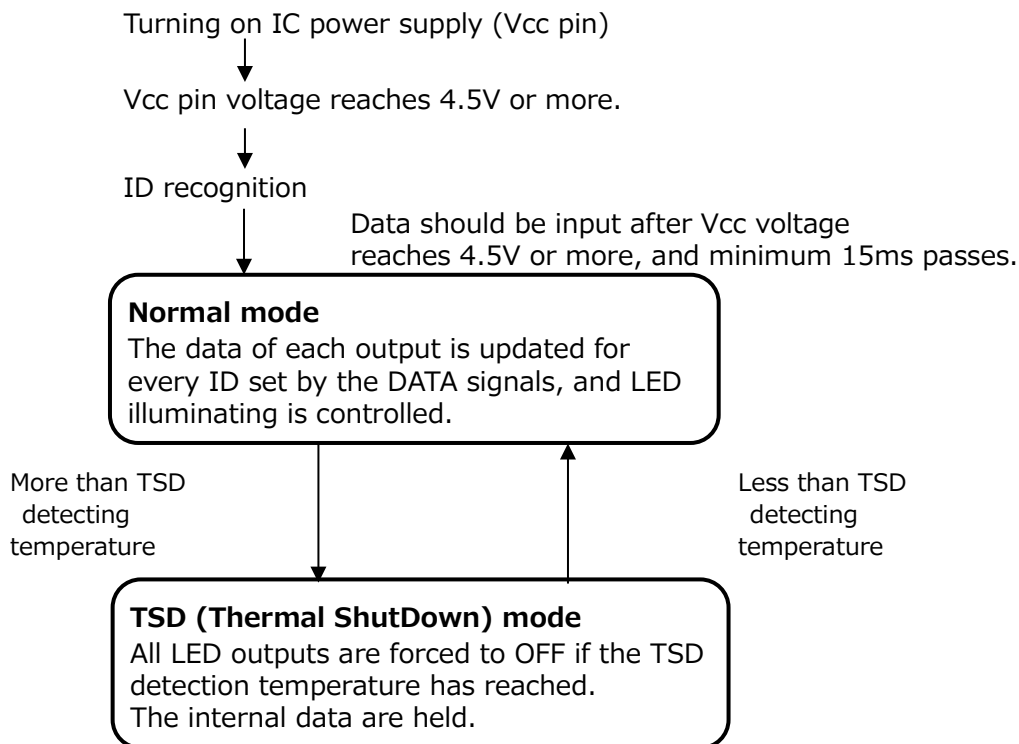 Turning on IC power supply (Vcc pin)
Vcc pin voltage reaches 4.5V or more.
ID recognition
Data should be input after Vcc voltage
reaches 4.5V or more, and minimum 15ms passes.
Normal mode
The data of each output is updated for
every ID set by the DATA signals, and LED
illuminating is controlled.
More than TSD
detecting
temperature
Less than TSD
detecting
temperature
TSD (Thermal ShutDown) mode
All LED outputs are forced to OFF if the TSD
detection temperature has reached.
The internal data are held.